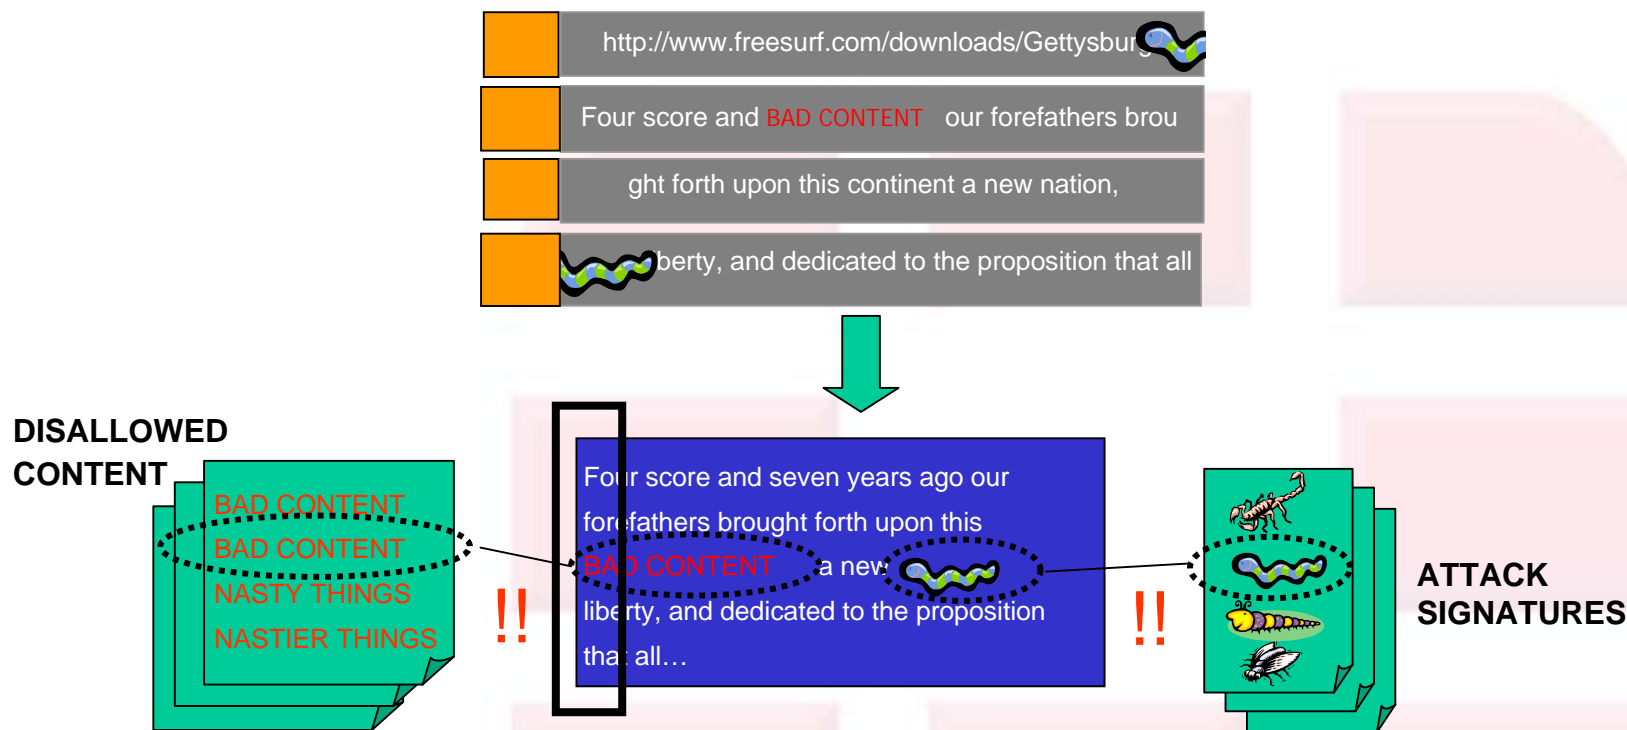 http://www.freesurf.com/downloads/Gettysburg
Four score and BAD CONTENT our forefathers brou
ght forth upon this continent a new nation,
berty, and dedicated to the proposition that all
DISALLOWED
CONTENT
BAD CONTENT
BAD CONTENT
NASTY THINGS
NASTIER THINGS
!!
Four score and seven years ago our
forefathers brought forth upon this
BAD CONTENT a new
liberty, and dedicated to the proposition
that all…
!!
ATTACK
SIGNATURES